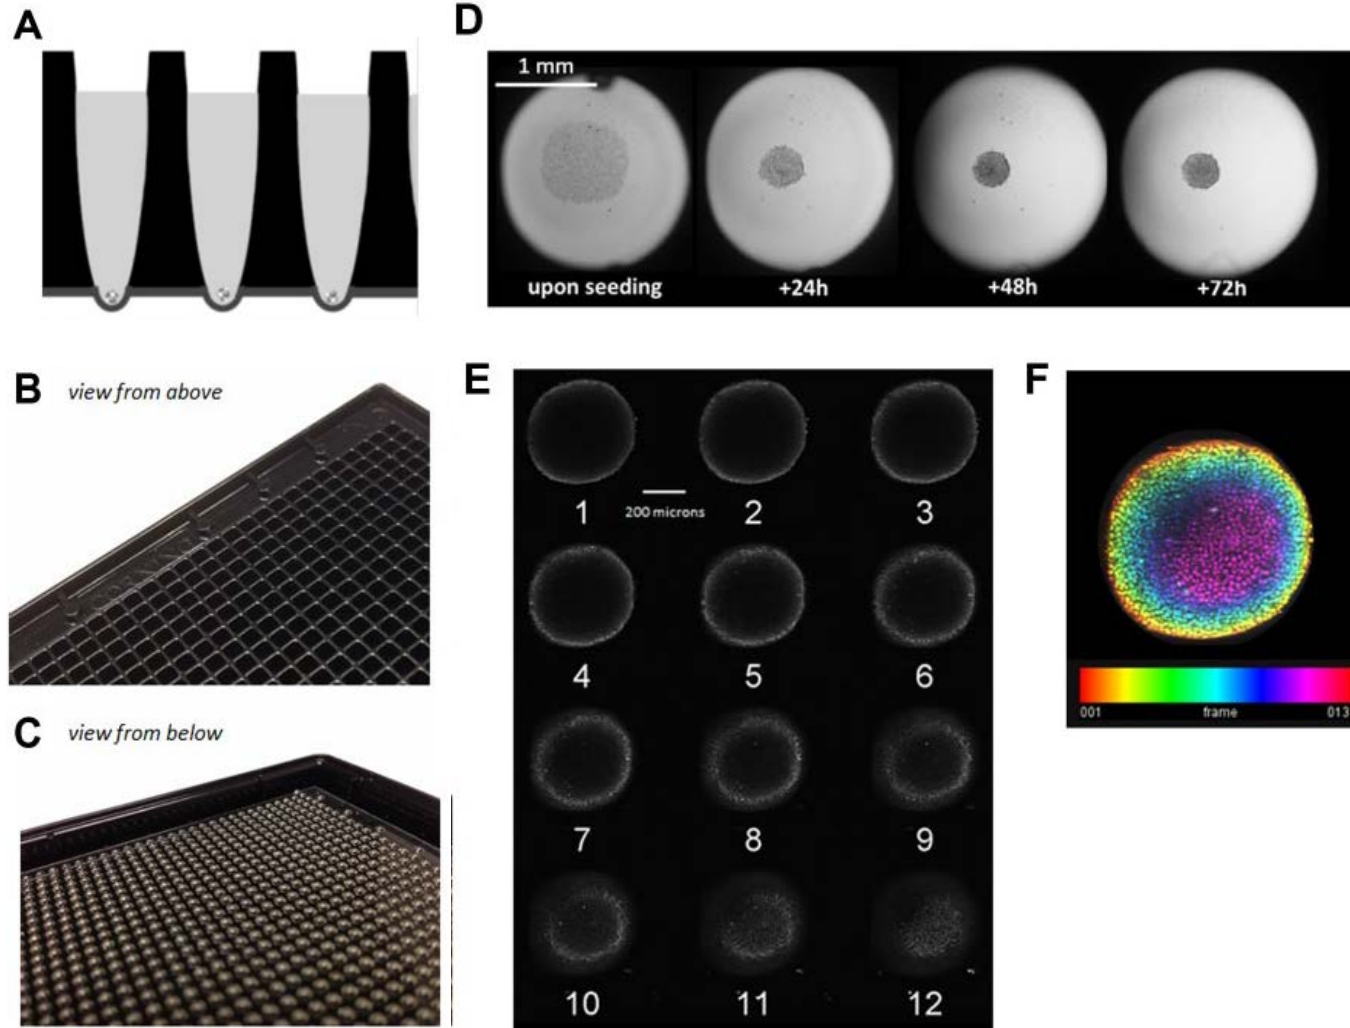 A
D
1 mm
upon seeding
+24h
+48h
+72h
B
view from above
C
view from below
E
1
200 microns
2
3
4
5
6
7
8
9
10
11
12
F
001
frame
013